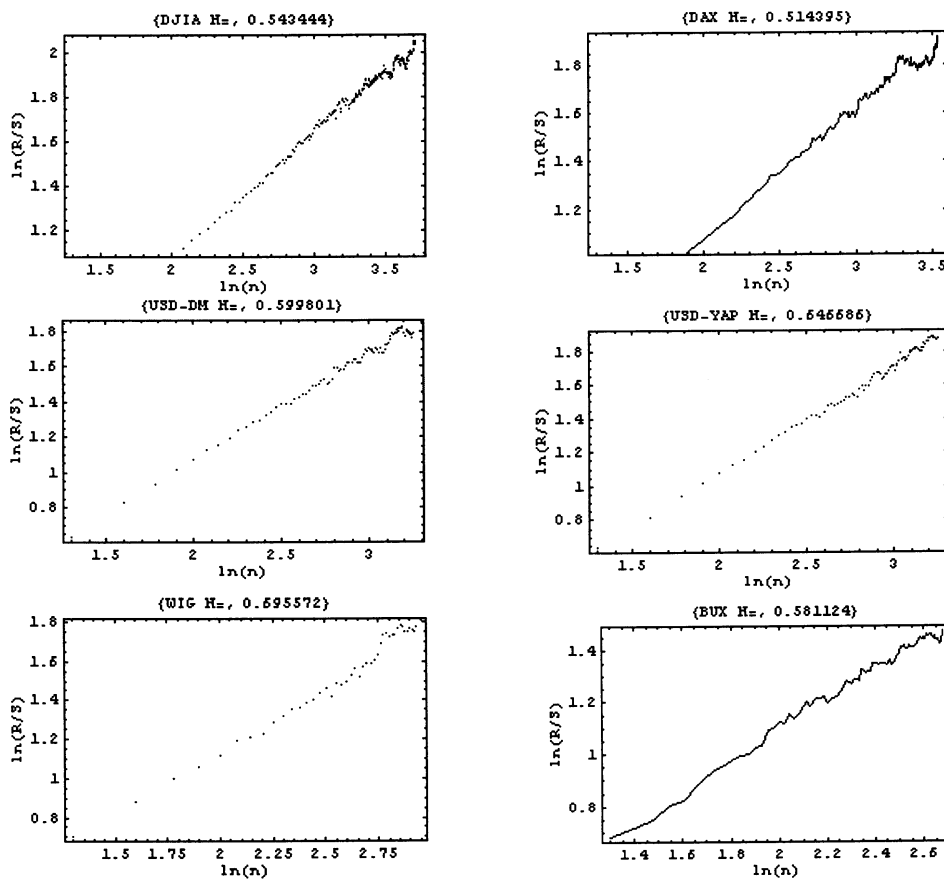 {DJIA H=, 0.543444}
2
1.8
1.6
1.4
1.2
ln(R/S)
1.5 2 2.5 3 3.5
ln(n)
{DAX H=, 0.514395}
1.8
1.6
1.4
1.2
ln(R/S)
1.5 2 2.5 3 3.5
ln(n)
{USD-DM H=, 0.599801}
1.8
1.6
1.4
1.2
1
0.8
ln(R/S)
1.5 2 2.5 3
ln(n)
{USD-YAP H=, 0.646686}
1.8
1.6
1.4
1.2
1
0.8
ln(R/S)
1.5 2 2.5 3
ln(n)
{WIG H=, 0.695572}
1.8
1.6
1.4
1.2
1
0.8
ln(R/S)
1.5 1.75 2 2.25 2.5 2.75
ln(n)
{BUX H=, 0.581124}
1.4
1.2
1
0.8
ln(R/S)
1.4 1.6 1.8 2 2.2 2.4 2.6
ln(n)